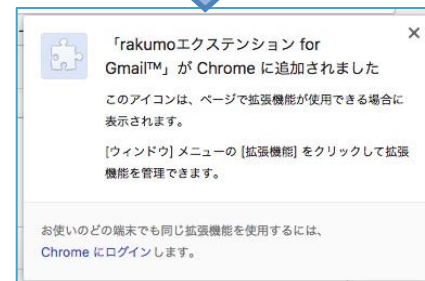 「rakumoエクステンション for
Gmail™」が Chrome に追加されました
このアイコンは、ページで拡張機能が使用できる場合に
表示されます。
[ウィンドウ] メニューの [拡張機能] をクリックして拡張
機能を管理できます。
お使いのどの端末でも同じ拡張機能を使用するには、
Chrome にログインします。